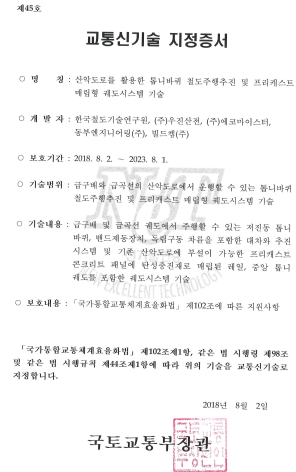 제45호
교통신기술 지정증서
○ 명 칭 : 산악도로를 활용한 톱니바퀴 철도주행추진 및 프리캐스트
매립형 궤도시스템 기술
○ 개 발 자 : 한국철도기술연구원, (주)우진산전, (주)에코마이스터,
동부엔지니어링(주), 빌드켐(주)
○ 보호기간 : 2018. 8. 2. ~ 2023. 8. 1.
○ 기술범위 : 급구배와 급곡선의 산악도로에서 운행할 수 있는 톱니바퀴
철도주행추진 및 프리캐스트 매립형 궤도시스템 기술
○ 기술내용 : 급구배 및 급곡선 궤도에서 주행할 수 있는 저진동 톱니
바퀴, 밴드제동장치, 독립구동 차륜을 포함한 대차와 추진
시스템 및 기존 산악도로에 부설이 가능한 프리캐스트
콘크리트 패널에 탄성충진재로 매립된 레일, 중앙 톱니
궤도를 포함한 궤도시스템 기술
○ 보호내용 : 「국가통합교통체계효율화법」 제102조에 따른 지원사항
「국가통합교통체계효율화법」 제102조제1항, 같은 법 시행령 제98조
및 같은 법 시행규칙 제44조제1항에 따라 위의 기술을 교통신기술로
지정합니다.
2018년 8월 2일
국토교통부장관
NET
EXCELLENT TECHNOLOGY